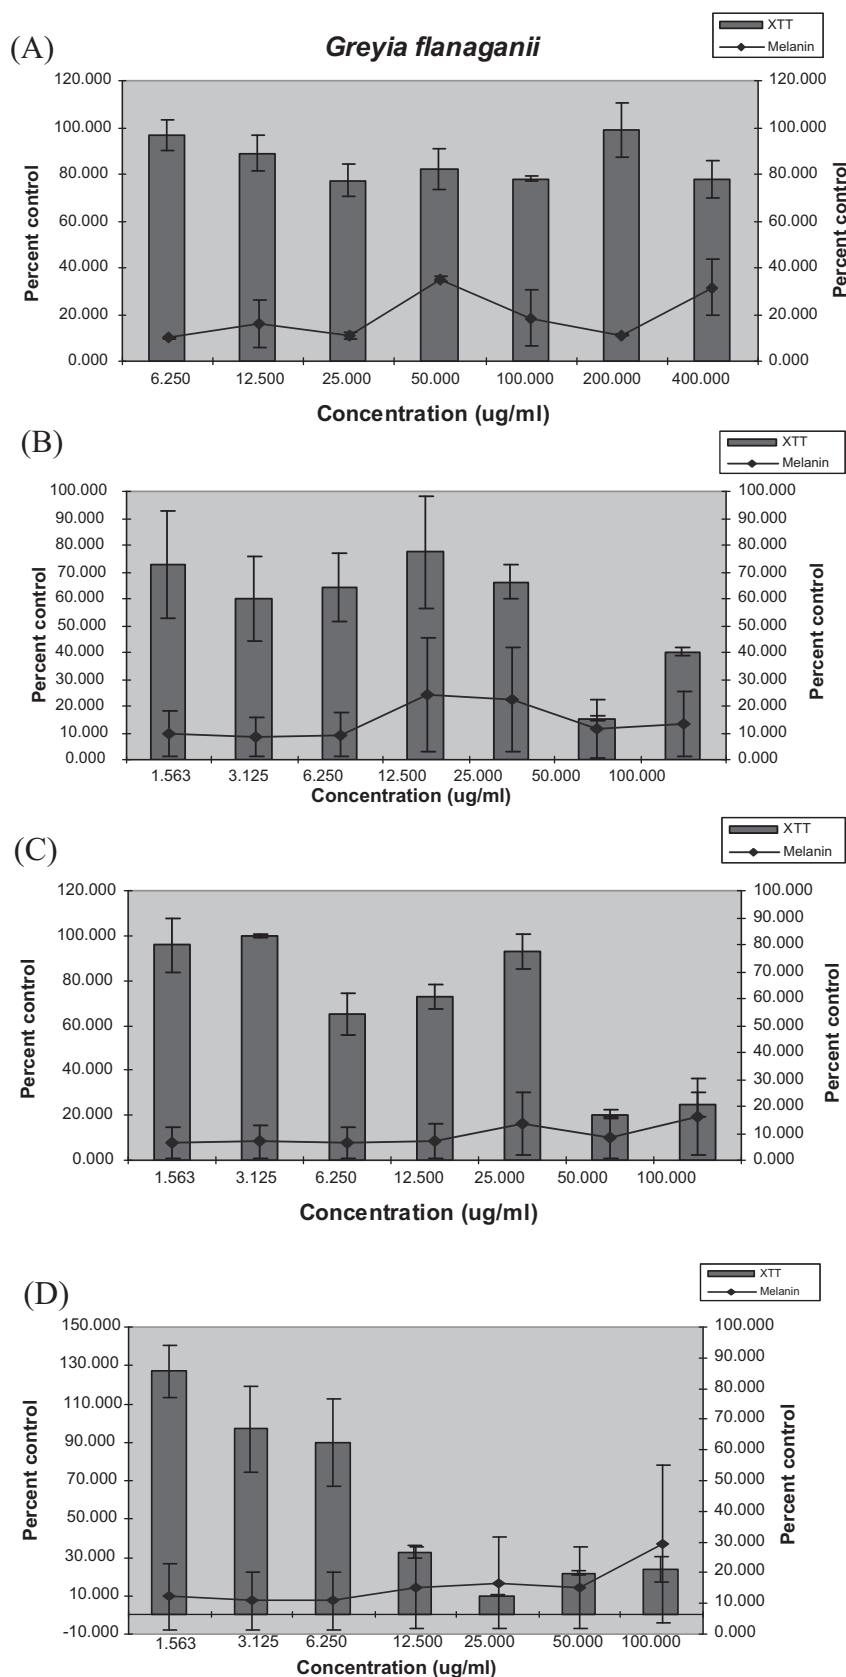 (A)
Greyia flanaganii
XTT
Melanin
120.000
100.000
80.000
60.000
40.000
20.000
0.000
Percent control
120.000
100.000
80.000
60.000
40.000
20.000
0.000
Percent control
6.250 12.500 25.000 50.000 100.000 200.000 400.000
Concentration (ug/ml)
(B)
XTT
Melanin
100.000
90.000
80.000
70.000
60.000
50.000
40.000
30.000
20.000
10.000
0.000
Percent control
100.000
90.000
80.000
70.000
60.000
50.000
40.000
30.000
20.000
10.000
0.000
Percent control
1.563 3.125 6.250 12.500 25.000 50.000 100.000
Concentration (ug/ml)
(C)
XTT
Melanin
120.000
100.000
80.000
60.000
40.000
20.000
0.000
Percent control
100.000
90.000
80.000
70.000
60.000
50.000
40.000
30.000
20.000
10.000
0.000
Percent control
1.563 3.125 6.250 12.500 25.000 50.000 100.000
Concentration (ug/ml)
(D)
XTT
Melanin
150.000
130.000
110.000
90.000
70.000
50.000
30.000
10.000
-10.000
Percent control
100.000
90.000
80.000
70.000
60.000
50.000
40.000
30.000
20.000
10.000
0.000
Percent control
1.563 3.125 6.250 12.500 25.000 50.000 100.000
Concentration (ug/ml)